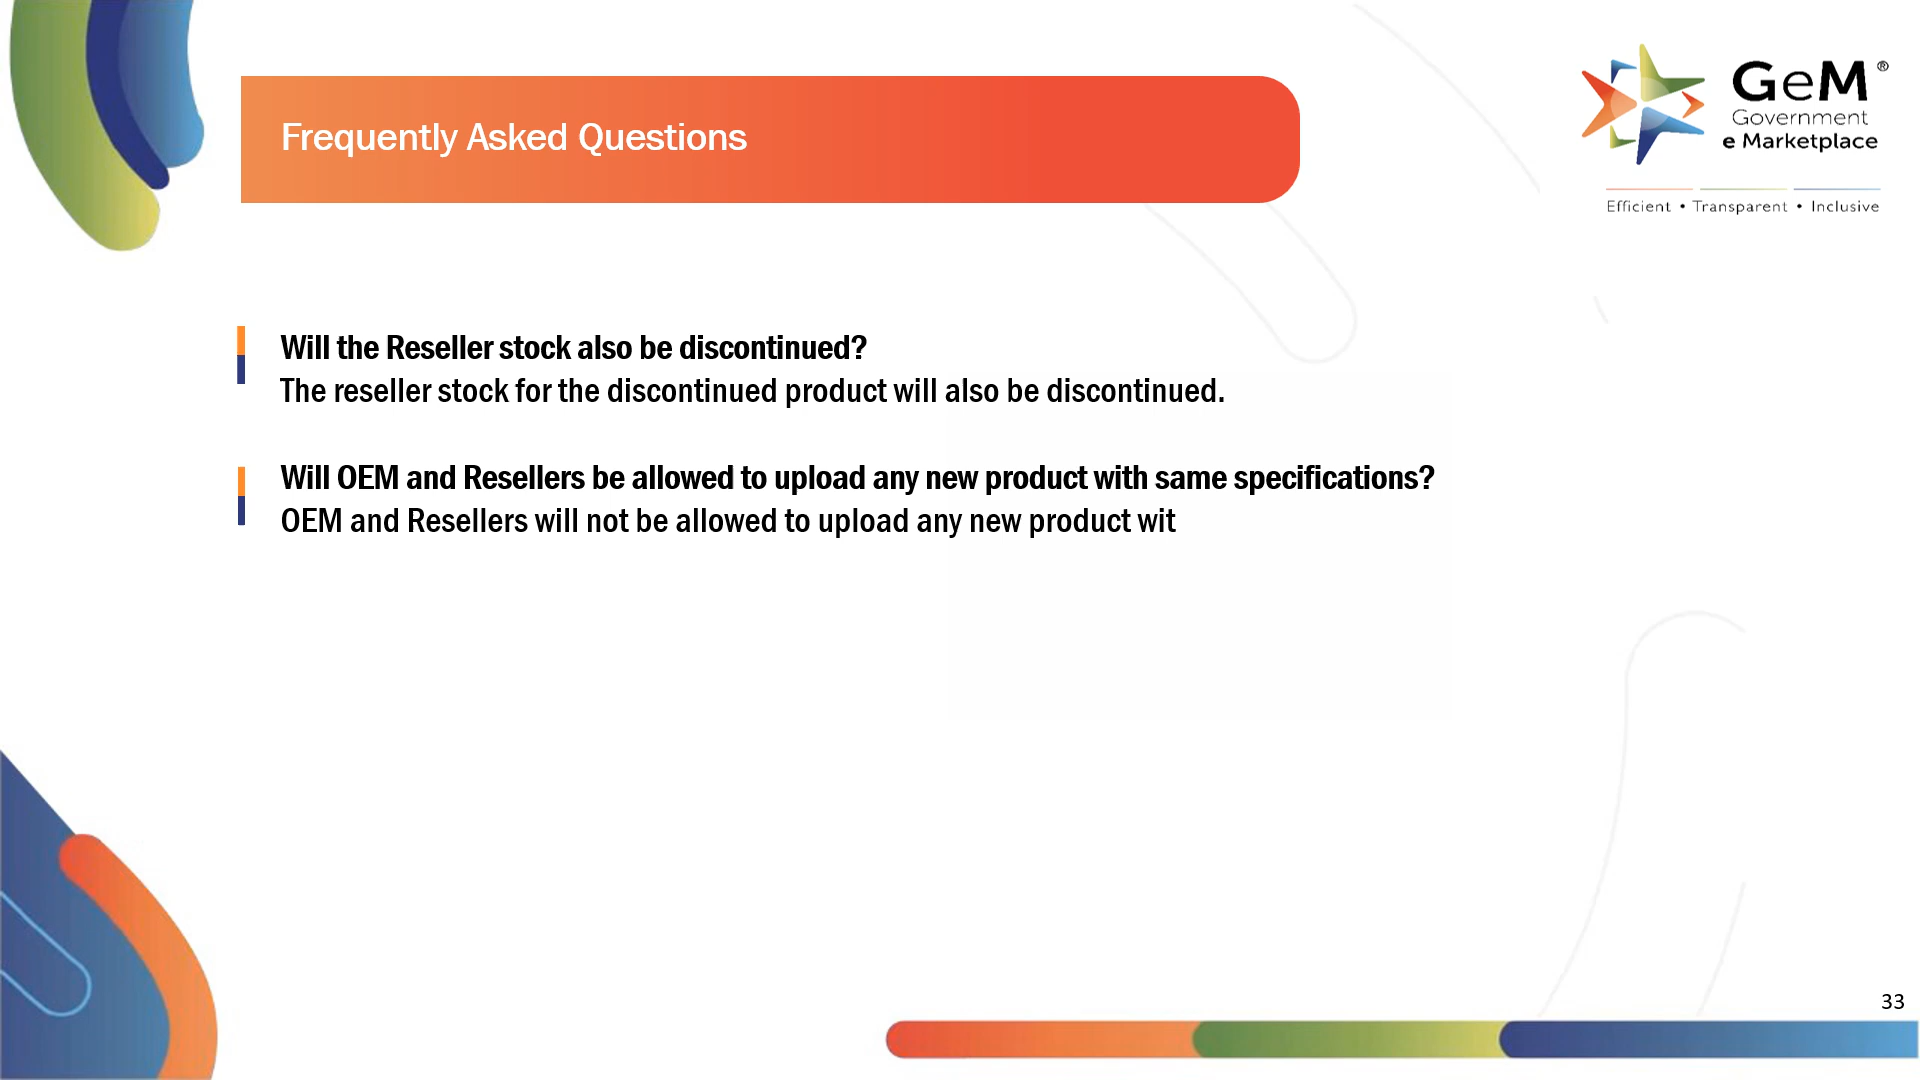 Frequently Asked Questions
GeM®
Government
e Marketplace
Efficient • Transparent • Inclusive
Will the Reseller stock also be discontinued?
The reseller stock for the discontinued product will also be discontinued.
Will OEM and Resellers be allowed to upload any new product with same specifications?
OEM and Resellers will not be allowed to upload any new product wit
33